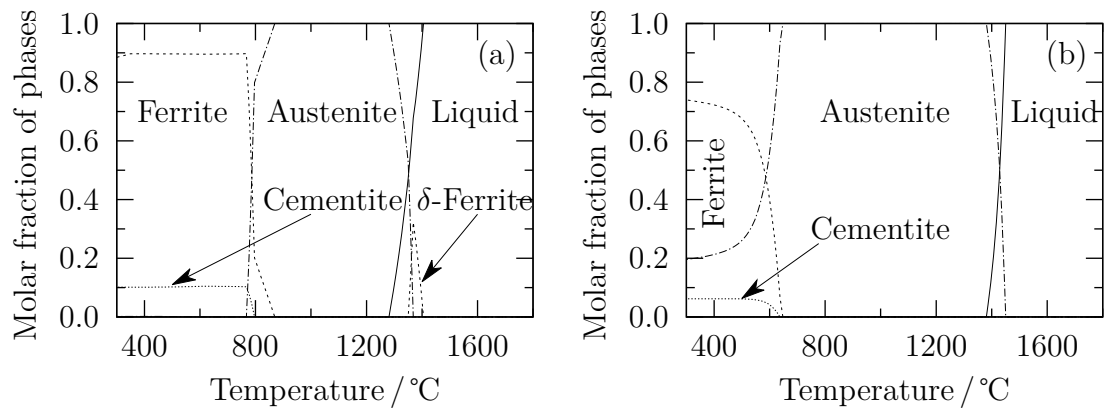 Molar fraction of phases
1.0
0.8
0.6
0.4
0.2
0.0
(a)
Ferrite
Austenite
Liquid
Cementite
δ-Ferrite
400
800
1200
1600
Temperature / °C
Molar fraction of phases
1.0
0.8
0.6
0.4
0.2
0.0
(b)
Ferrite
Austenite
Liquid
Cementite
400
800
1200
1600
Temperature / °C